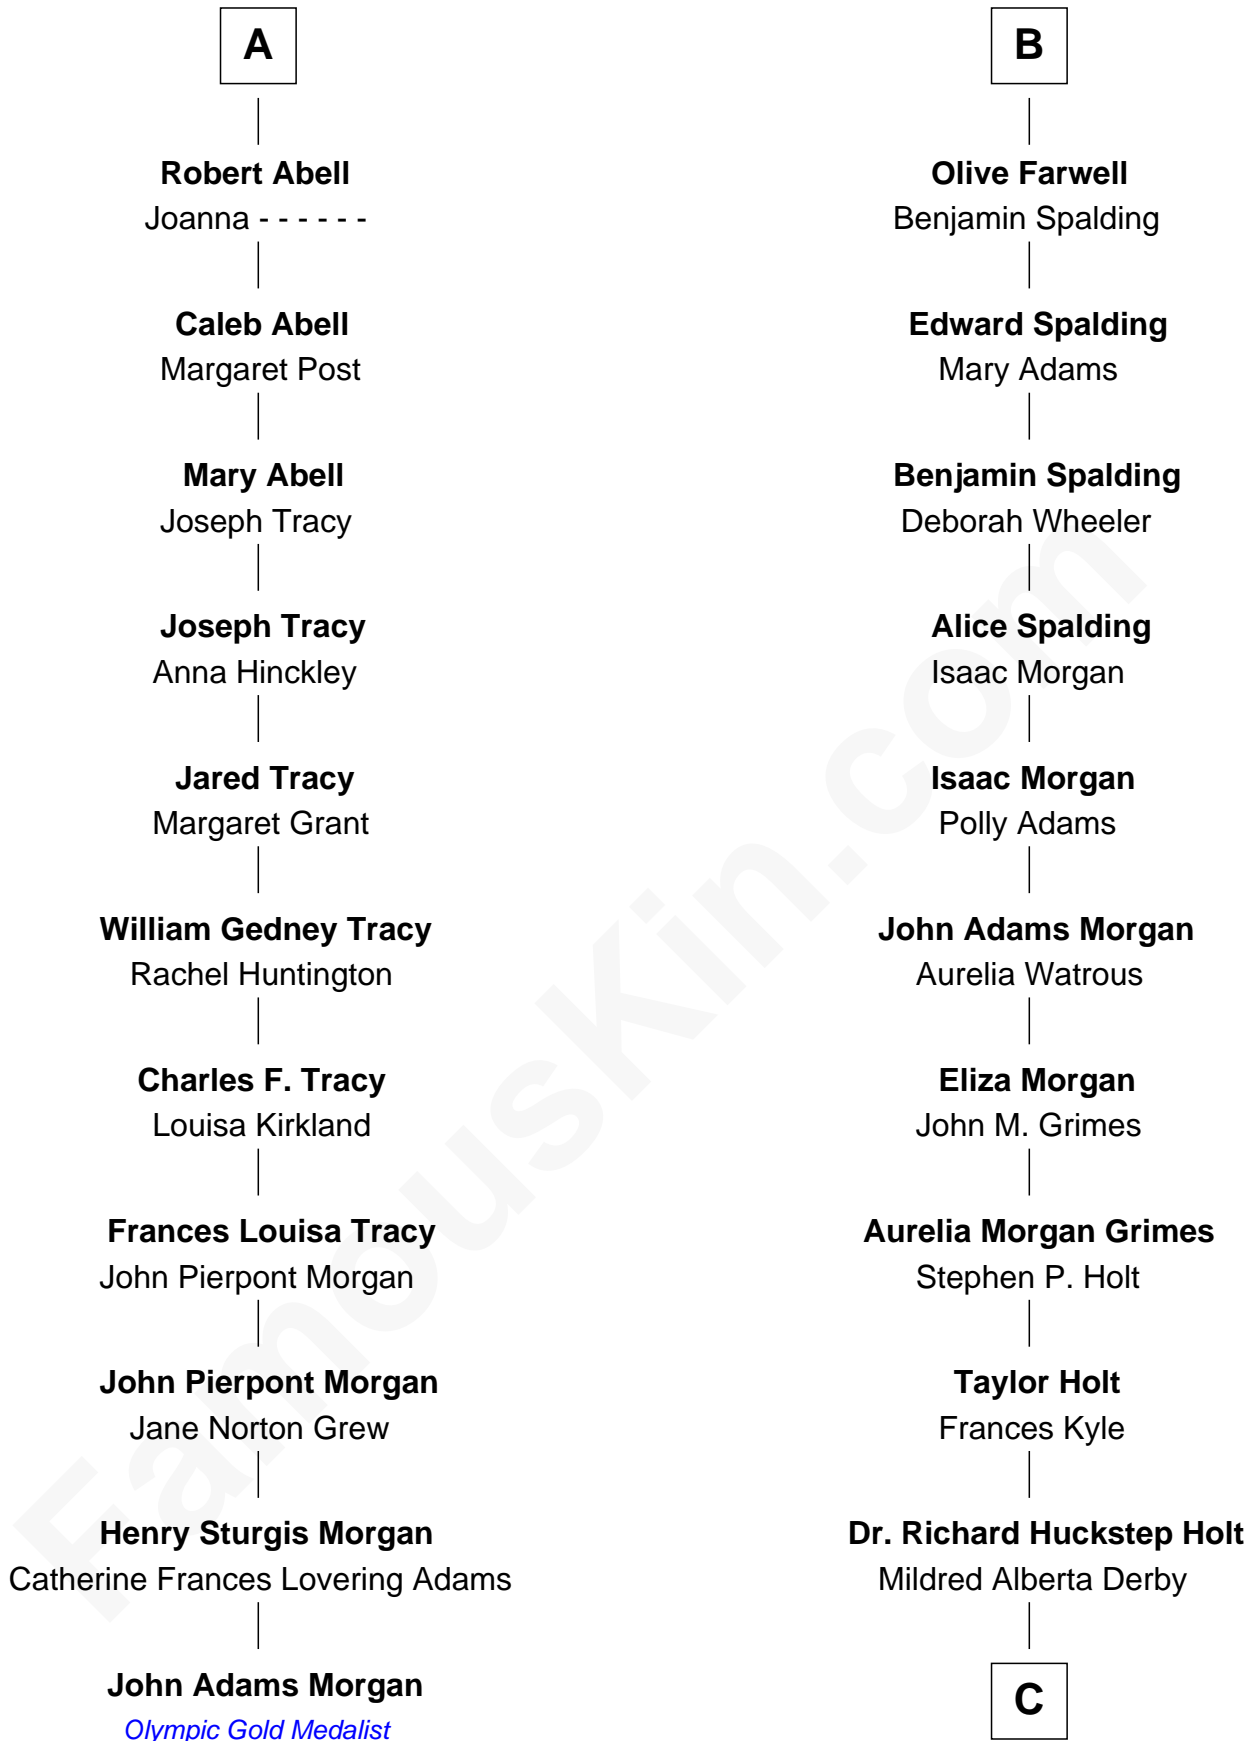 A
Robert Abell
Joanna - - - - - -
Caleb Abell
Margaret Post
Mary Abell
Joseph Tracy
Joseph Tracy
Anna Hinckley
Jared Tracy
Margaret Grant
William Gedney Tracy
Rachel Huntington
Charles F. Tracy
Louisa Kirkland
Frances Louisa Tracy
John Pierpont Morgan
John Pierpont Morgan
Jane Norton Grew
Henry Sturgis Morgan
Catherine Frances Lovering Adams
John Adams Morgan
Olympic Gold Medalist
B
Olive Farwell
Benjamin Spalding
Edward Spalding
Mary Adams
Benjamin Spalding
Deborah Wheeler
Alice Spalding
Isaac Morgan
Isaac Morgan
Polly Adams
John Adams Morgan
Aurelia Watrous
Eliza Morgan
John M. Grimes
Aurelia Morgan Grimes
Stephen P. Holt
Taylor Holt
Frances Kyle
Dr. Richard Huckstep Holt
Mildred Alberta Derby
C
FamousKin.com